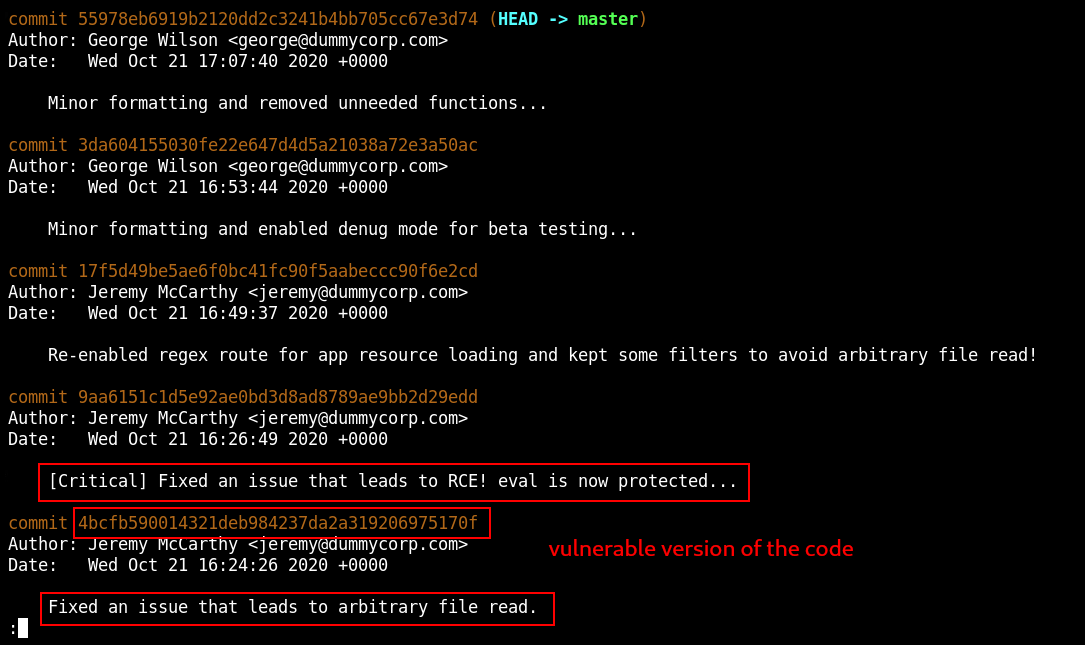 commit 55978eb6919b2120dd2c3241b4bb705cc67e3d74 (HEAD -> master)
Author: George Wilson <george@dummycorp.com>
Date:   Wed Oct 21 17:07:40 2020 +0000
Minor formatting and removed unneeded functions...
commit 3da604155030fe22e647d4d5a21038a72e3a50ac
Author: George Wilson <george@dummycorp.com>
Date:   Wed Oct 21 16:53:44 2020 +0000
Minor formatting and enabled denug mode for beta testing...
commit 17f5d49be5ae6f0bc41fc90f5aabeccc90f6e2cd
Author: Jeremy McCarthy <jeremy@dummycorp.com>
Date:   Wed Oct 21 16:49:37 2020 +0000
Re-enabled regex route for app resource loading and kept some filters to avoid arbitrary file read!
commit 9aa6151c1d5e92ae0bd3d8ad8789ae9bb2d29edd
Author: Jeremy McCarthy <jeremy@dummycorp.com>
Date:   Wed Oct 21 16:26:49 2020 +0000
[Critical] Fixed an issue that leads to RCE! eval is now protected...
commit 4bcfb590014321deb984237da2a319206975170f
Author: Jeremy McCarthy <jeremy@dummycorp.com>
vulnerable version of the code
Date:   Wed Oct 21 16:24:26 2020 +0000
Fixed an issue that leads to arbitrary file read.
: